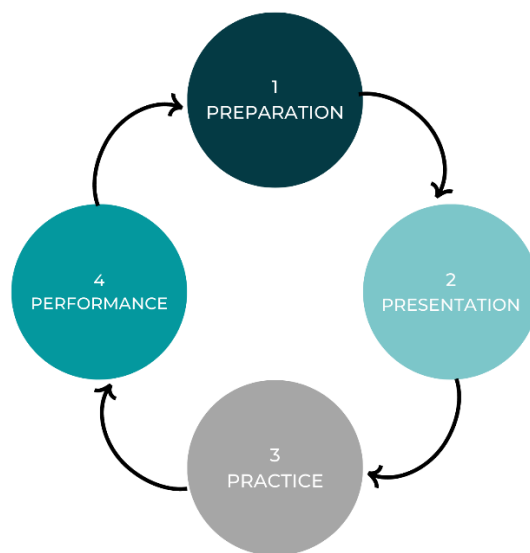 1
PREPARATION
2
PRESENTATION
3
PRACTICE
4
PERFORMANCE